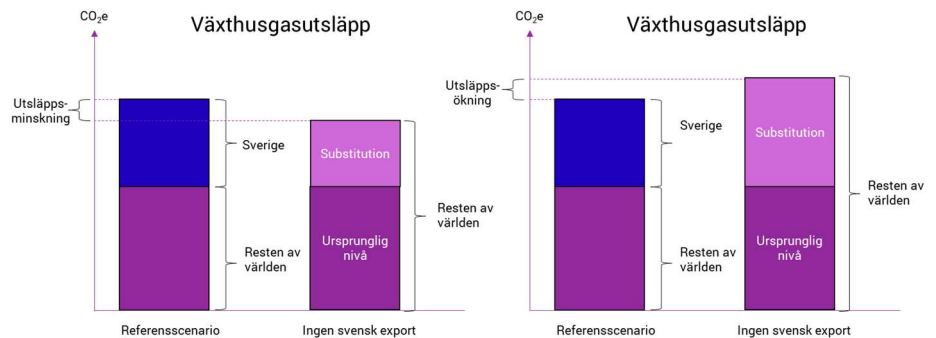 Växthusgasutsläpp
CO₂e
Utsläpps-
minskning
Sverige
Resten av
världen
Substitution
Ursprunglig
nivå
Resten av
världen
Referensscenario
Ingen svensk export
Växthusgasutsläpp
CO₂e
Utsläpps-
ökning
Sverige
Resten av
världen
Substitution
Ursprunglig
nivå
Resten av
världen
Referensscenario
Ingen svensk export